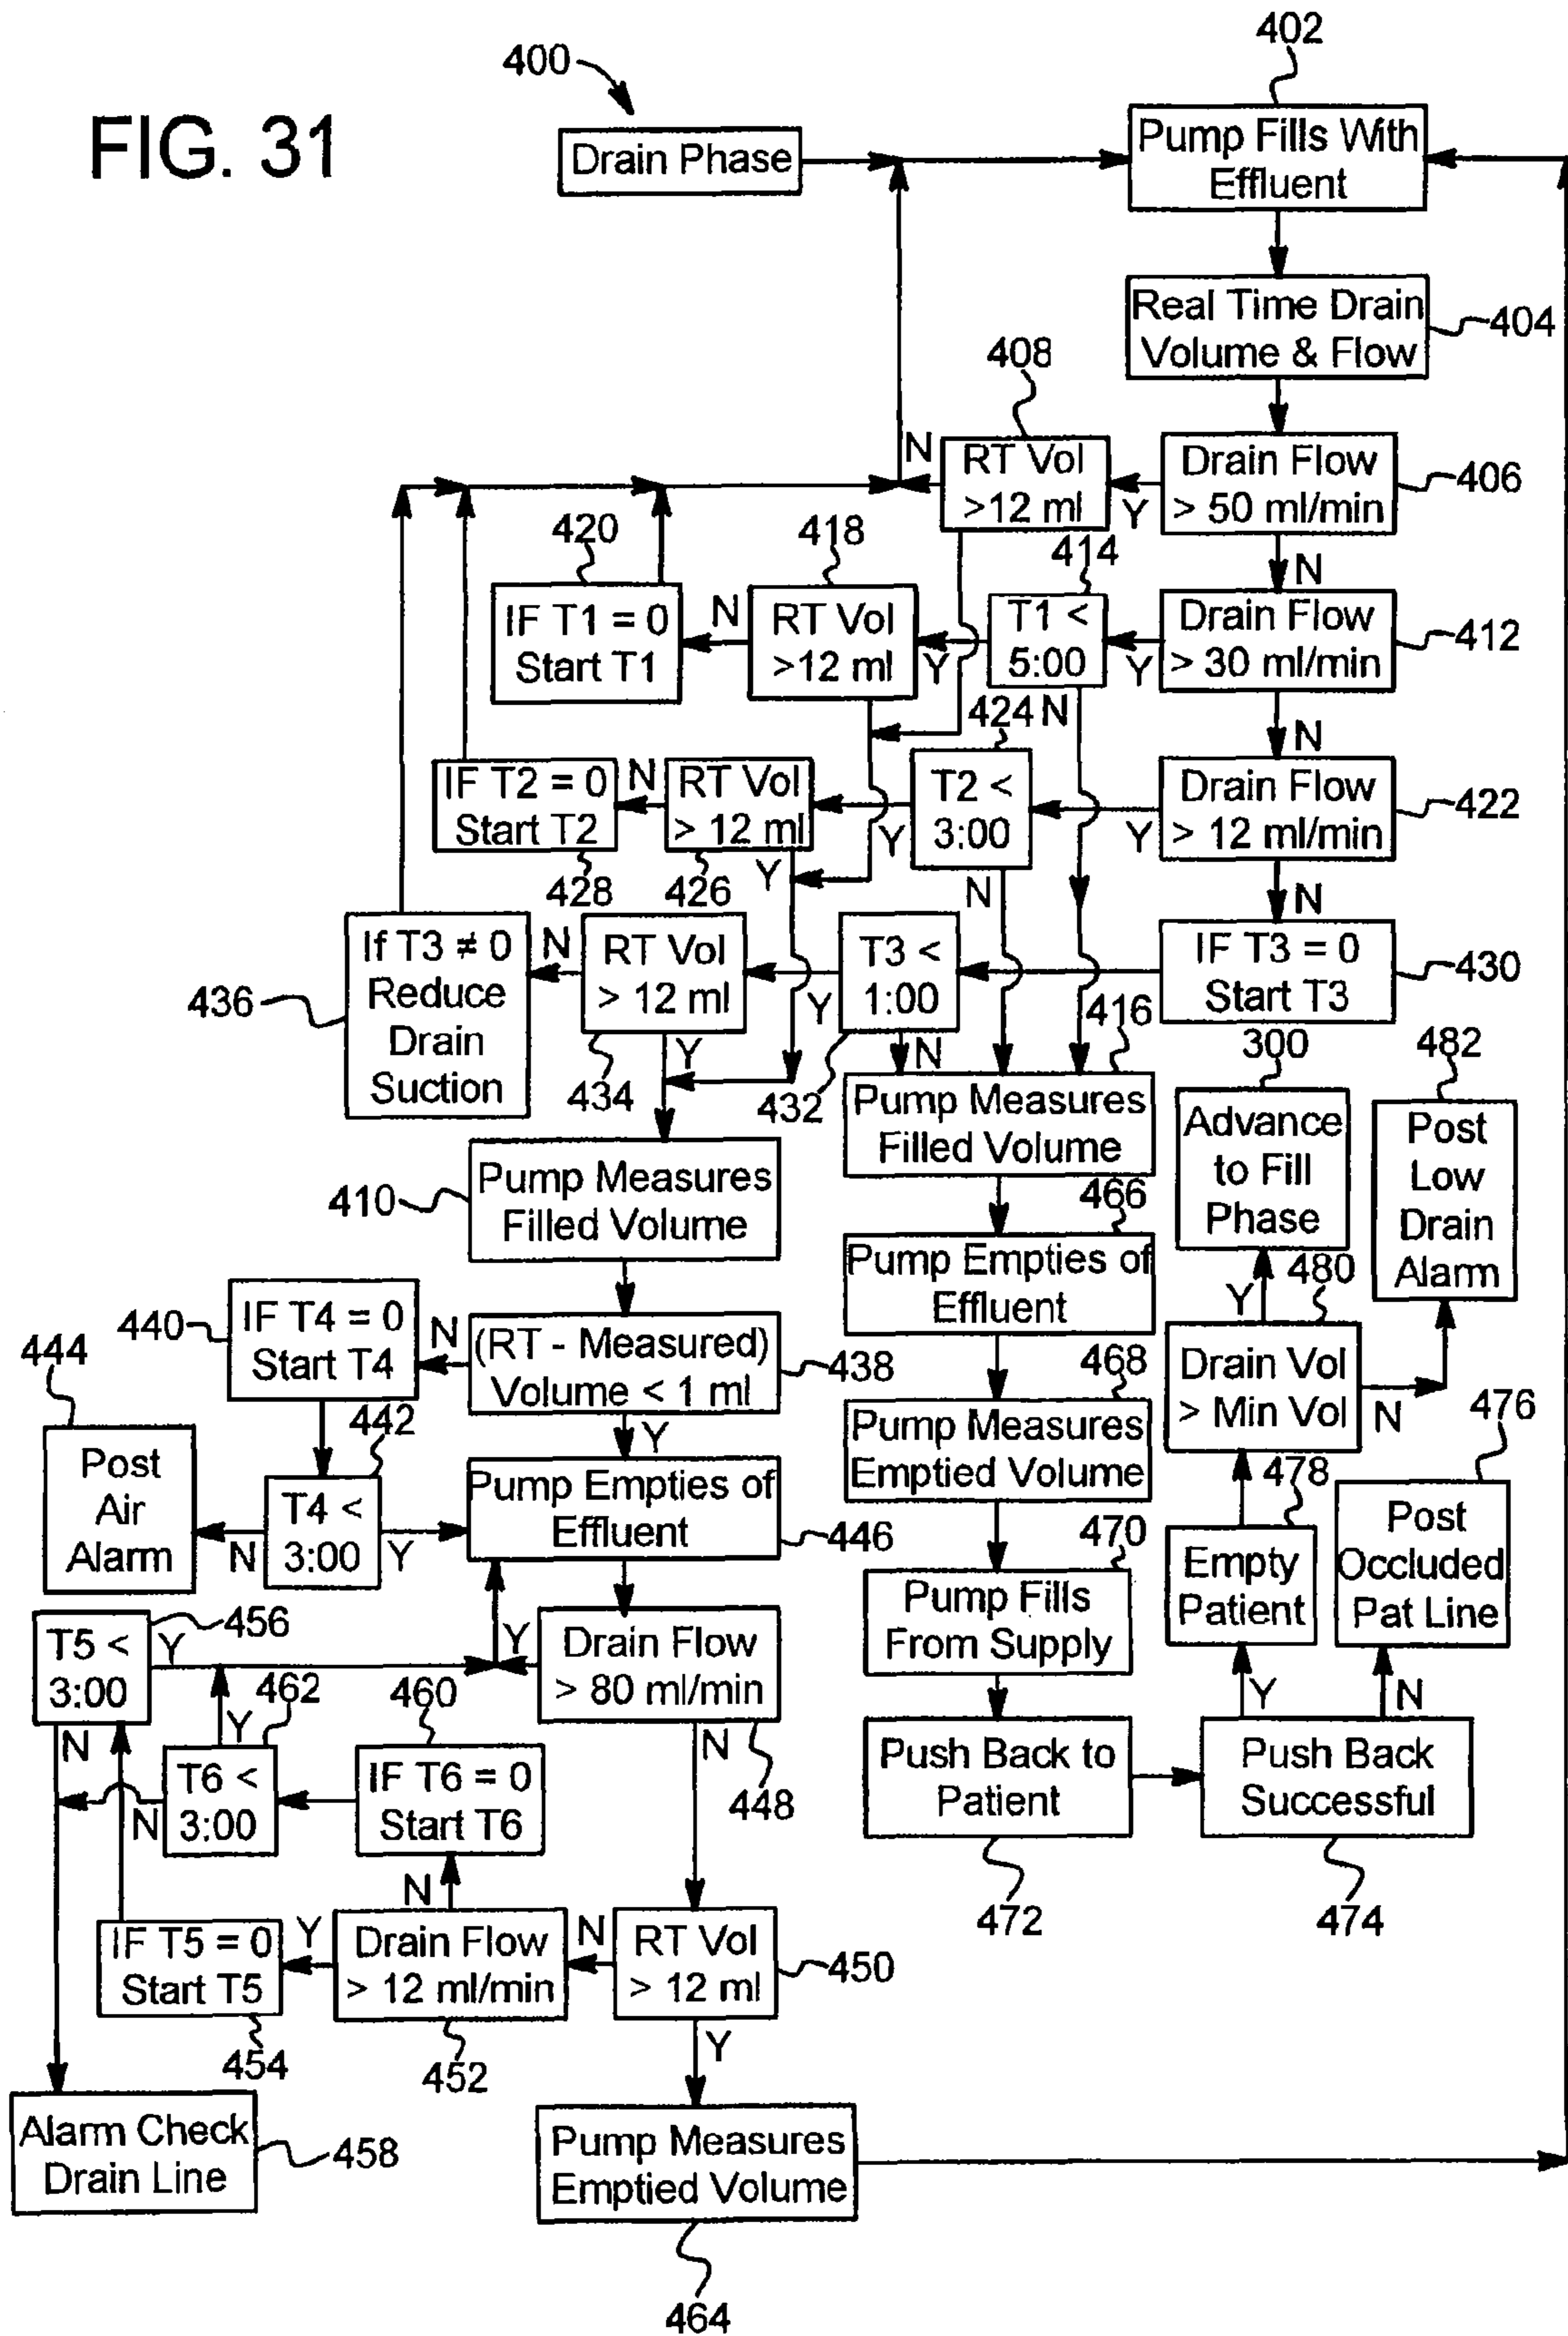 FIG. 31
400
402
Drain Phase
Pump Fills With
Effluent
Real Time Drain
Volume & Flow
404
408
N
RT Vol
>12 ml
Y
Drain Flow
> 50 ml/min
406
N
420
418
414
IF T1 = 0
Start T1
N
RT Vol
>12 ml
Y
T1 <
5:00
Y
Drain Flow
> 30 ml/min
412
N
424
N
IF T2 = 0
Start T2
N
RT Vol
> 12 ml
Y
T2 <
3:00
Y
Drain Flow
> 12 ml/min
422
428
426
Y
N
N
If T3 ≠ 0
Reduce
Drain
Suction
436
N
RT Vol
> 12 ml
Y
T3 <
1:00
IF T3 = 0
Start T3
430
434
Y
432
N
416
300
482
Pump Measures
Filled Volume
410
Pump Measures
Filled Volume
466
Advance
to Fill
Phase
Post
Low
Drain
Alarm
440
IF T4 = 0
Start T4
N
(RT - Measured)
Volume < 1 ml
438
Y
Pump Empties of
Effluent
468
Y
480
Drain Vol
> Min Vol
N
444
442
Post
Air
Alarm
N
T4 <
3:00
Y
Pump Empties of
Effluent
446
Pump Measures
Emptied Volume
470
478
476
Empty
Patient
Post
Occluded
Pat Line
T5 <
3:00
456
Y
Y
Drain Flow
> 80 ml/min
Pump Fills
From Supply
Y
N
N
462
Y
460
N
448
T6 <
3:00
N
IF T6 = 0
Start T6
Push Back to
Patient
472
Push Back
Successful
474
N
IF T5 = 0
Start T5
454
Y
Drain Flow
> 12 ml/min
452
N
RT Vol
> 12 ml
450
Y
Alarm Check
Drain Line
458
Pump Measures
Emptied Volume
464